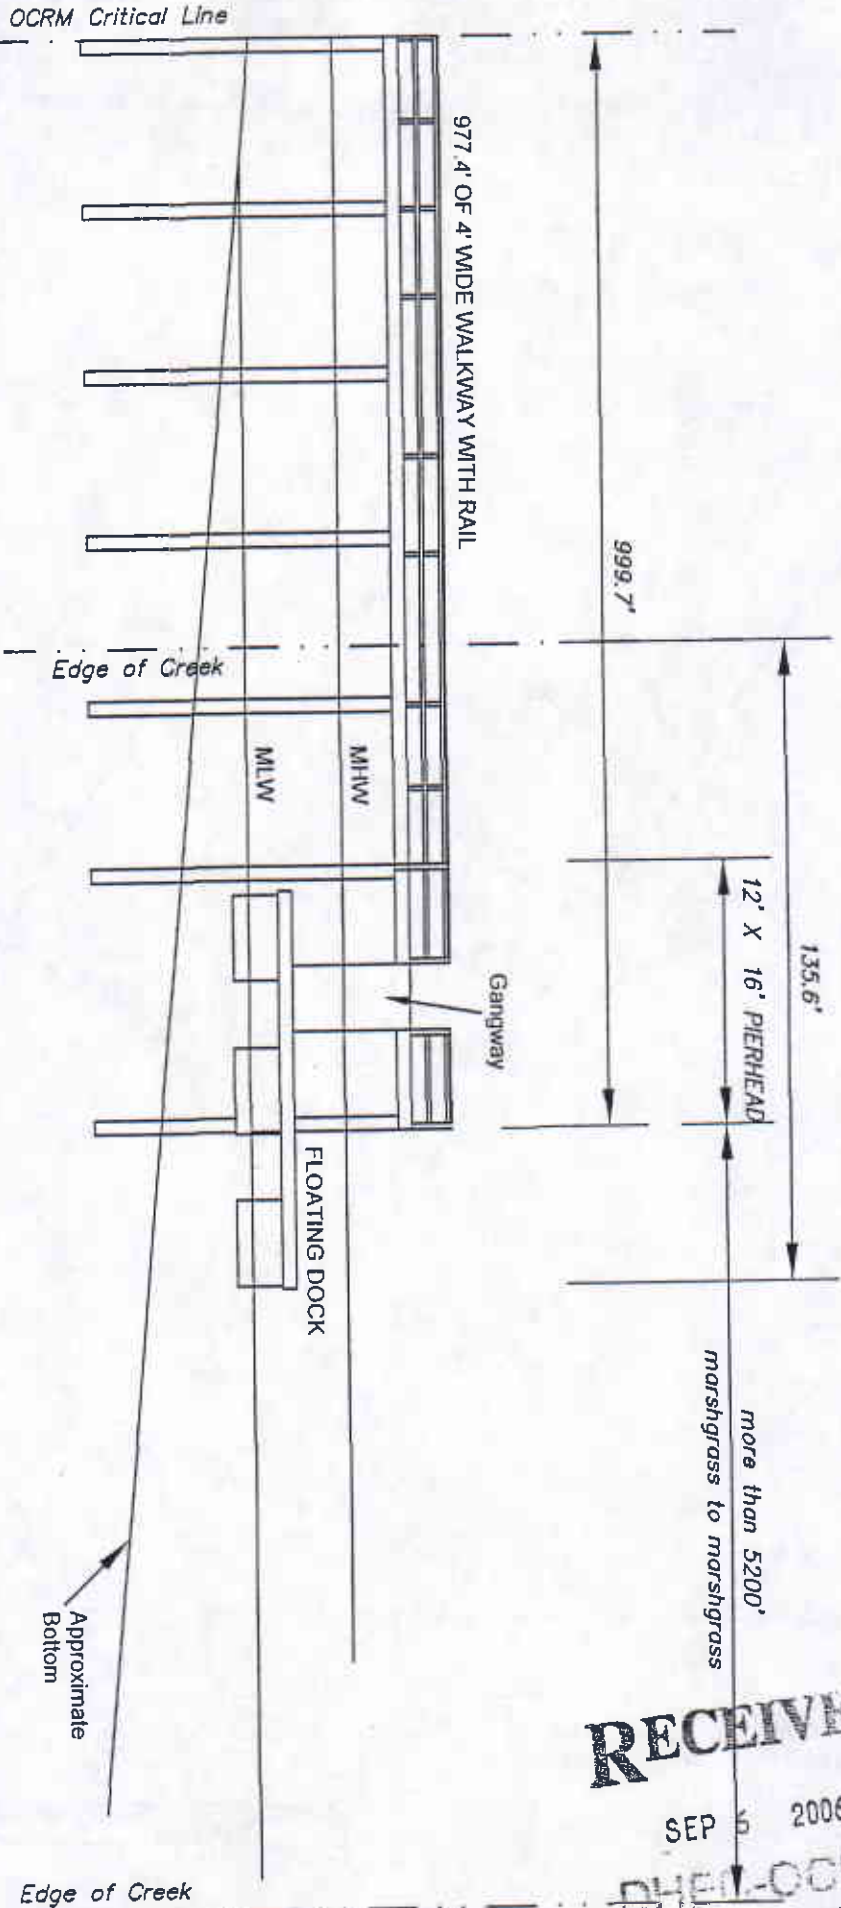 OCRM Critical Line
977.4' OF 4' WIDE WALKWAY WITH RAIL
999.7'
Edge of Creek
MLW
MHW
135.6'
12' X 16' PIERHEAD
Gangway
FLOATING DOCK
more than 5200'
marshgrass to marshgrass
Approximate
Bottom
RECEIVE
SEP 5 2006
Edge of Creek